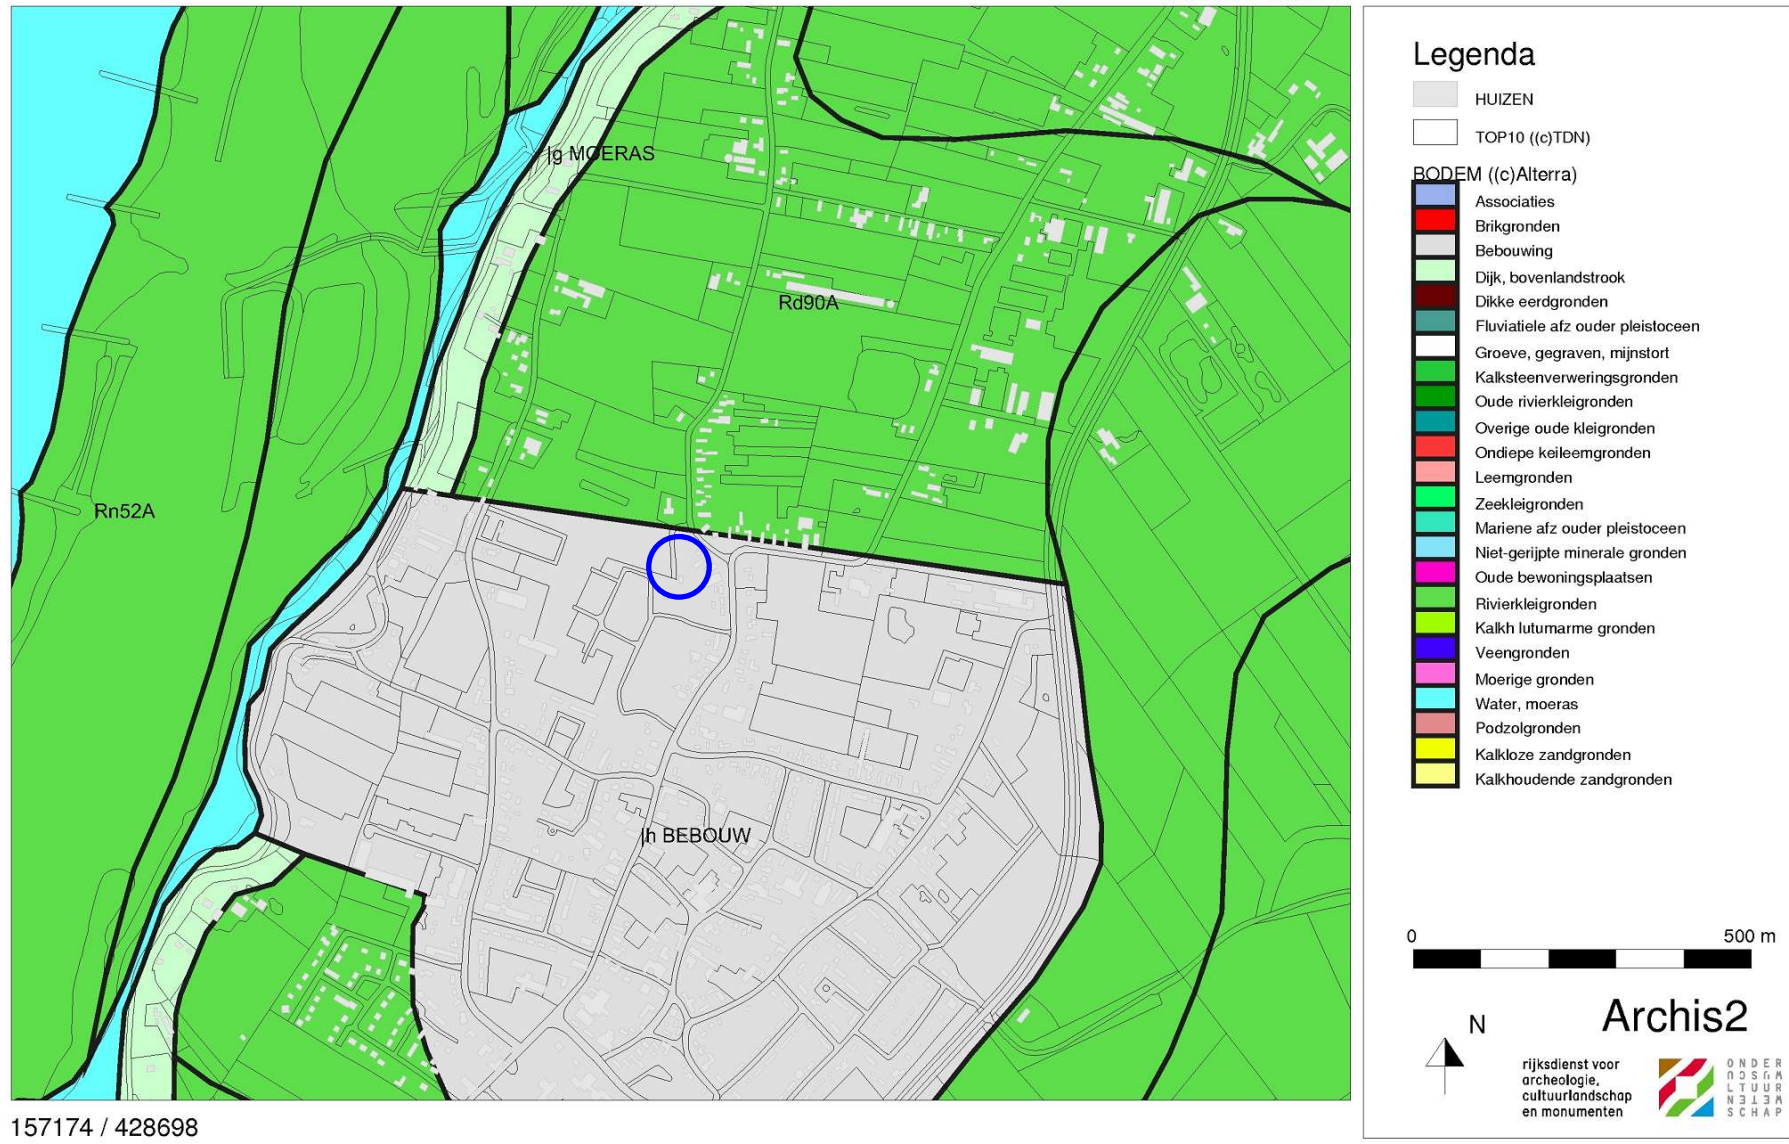 |g MOERAS
Rd90A
Rn52A
|h BEBOUW
157174 / 428698
Legenda
HUIZEN
TOP10 ((c)TDN)
BODEM ((c)Alterra)
Associaties
Brikgronden
Bebouwing
Dijk, bovenlandstrook
Dikke eerdgronden
Fluviatiele afz ouder pleistoceen
Groeve, gegraven, mijnstort
Kalksteenverweringsgronden
Oude rivierkleigronden
Overige oude kleigronden
Ondiepe keileemgronden
Leemgronden
Zeekleigronden
Mariene afz ouder pleistoceen
Niet-gerijpte minerale gronden
Oude bewoningsplaatsen
Rivierkleigronden
Kalkh lutumarme gronden
Veengronden
Moerige gronden
Water, moeras
Podzolgronden
Kalkloze zandgronden
Kalkhoudende zandgronden
0 500 m
Archis2
N
rijksdienst voor
archeologie,
cultuurlandschap
en monumenten
ONDER
LTUUR
SCHAP